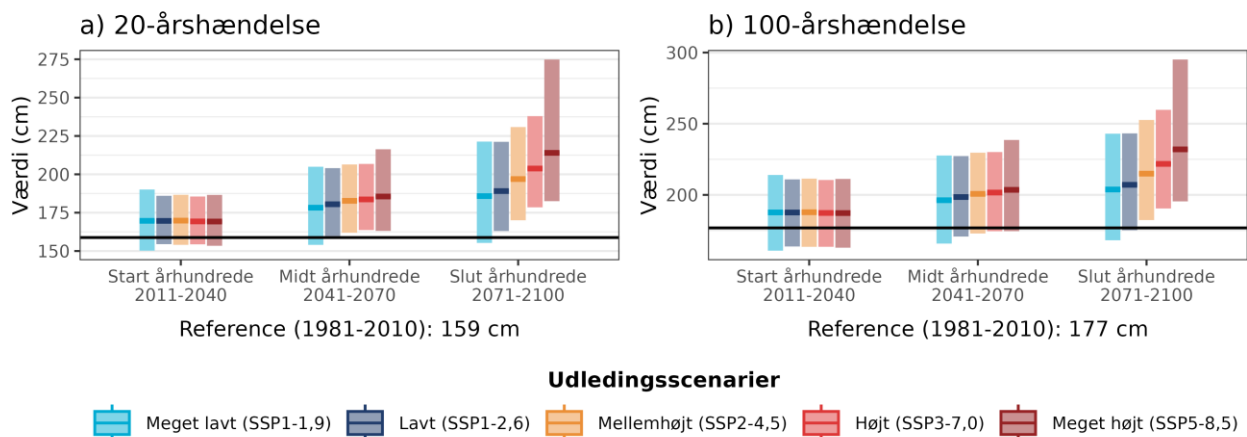 a) 20-årshændelse
Værdi (cm)
275
250
225
200
175
150
Start århundrede
2011-2040
Midt århundrede
2041-2070
Slut århundrede
2071-2100
Reference (1981-2010): 159 cm
b) 100-årshændelse
Værdi (cm)
300
250
200
Start århundrede
2011-2040
Midt århundrede
2041-2070
Slut århundrede
2071-2100
Reference (1981-2010): 177 cm
Udledingsscenarier
Meget lavt (SSP1-1,9)
Lavt (SSP1-2,6)
Mellemhøjt (SSP2-4,5)
Højt (SSP3-7,0)
Meget højt (SSP5-8,5)